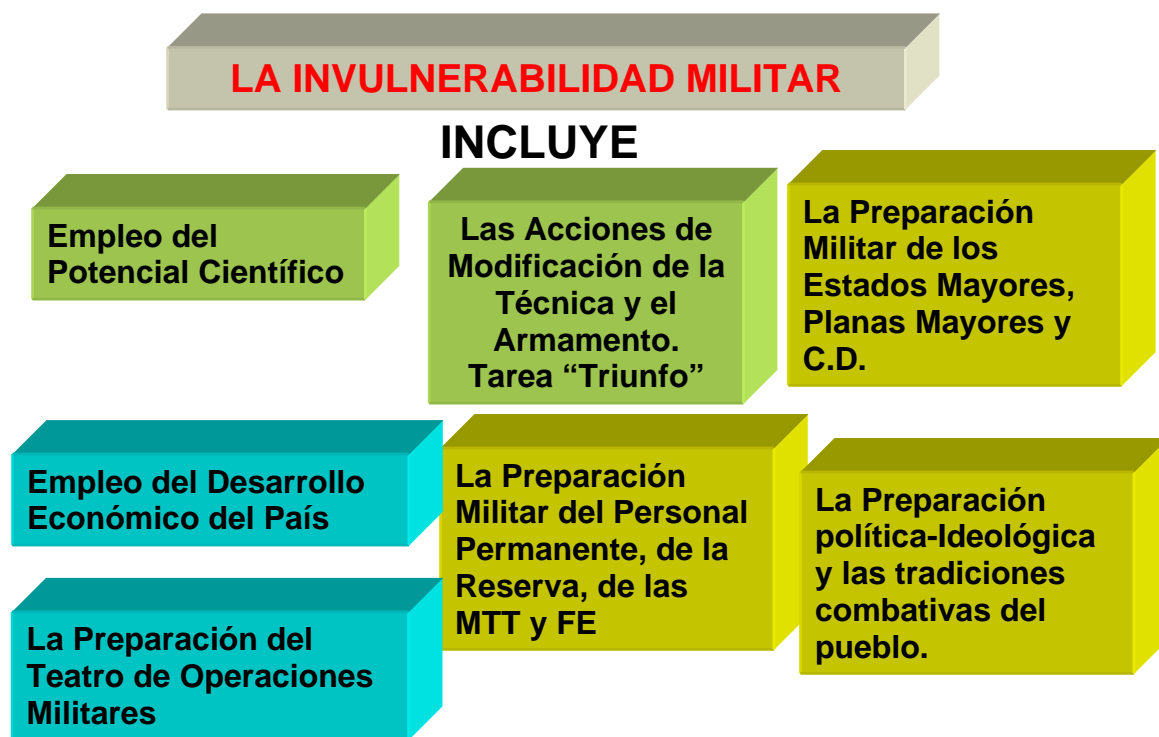 LA INVULNERABILIDAD MILITAR
INCLUYE
Empleo del
Potencial Científico
Las Acciones de
Modificación de la
Técnica y el
Armamento.
Tarea “Triunfo”
La Preparación
Militar de los
Estados Mayores,
Planas Mayores y
C.D.
Empleo del Desarrollo
Económico del País
La Preparación
Militar del Personal
Permanente, de la
Reserva, de las
MTT y FE
La Preparación
política-Ideológica
y las tradiciones
combativas del
pueblo.
La Preparación del
Teatro de Operaciones
Militares